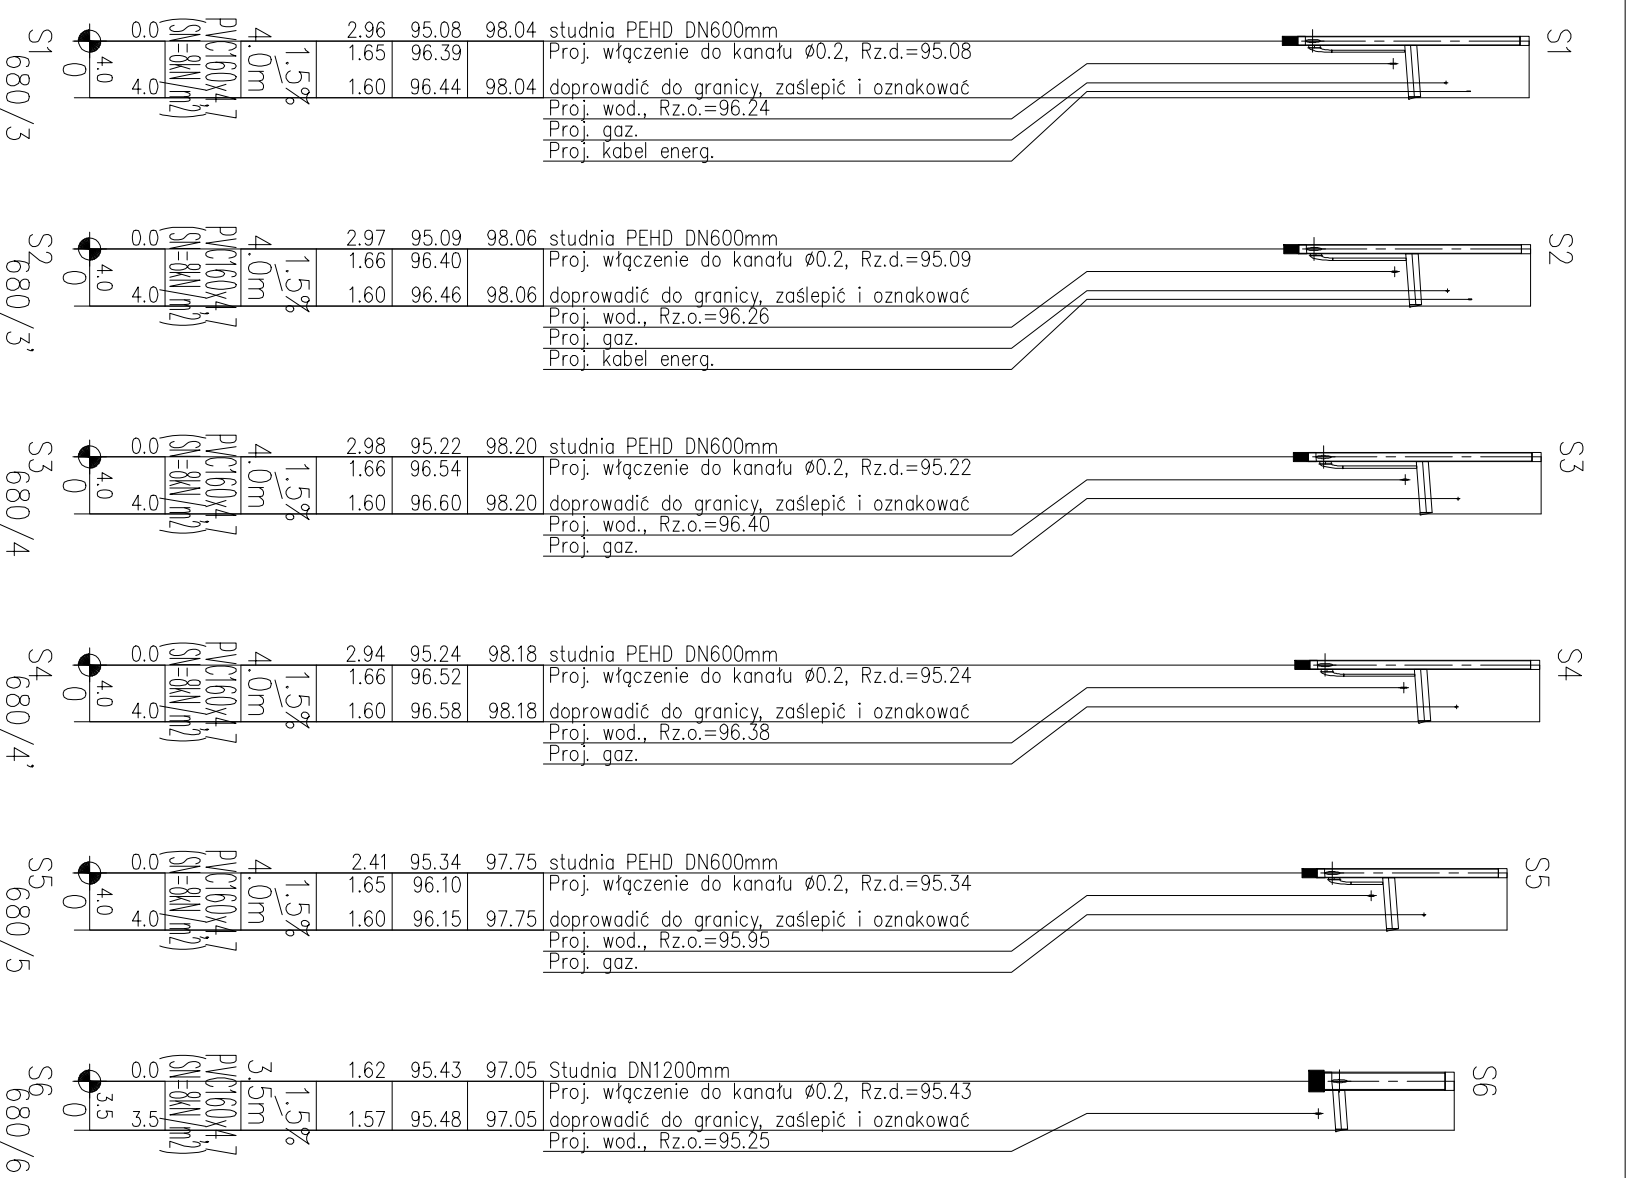 S1
0.0
2.96 95.08 98.04 studnia PEHD DN600mm
1.65 96.39 Proj. włączenie do kanału ø0.2, Rz.d.=95.08
4.0 1.60 96.44 98.04 doprowadić do granicy, zaślepić i oznakować
Proj. wod., Rz.o.=96.24
Proj. gaz.
Proj. kabel energ.
1.5%
4.0m
PVC160x4,7
(SN=8kN/m2)
4.0
0
S1
680/3
S2
0.0
2.97 95.09 98.06 studnia PEHD DN600mm
1.66 96.40 Proj. włączenie do kanału ø0.2, Rz.d.=95.09
4.0 1.60 96.46 98.06 doprowadić do granicy, zaślepić i oznakować
Proj. wod., Rz.o.=96.26
Proj. gaz.
Proj. kabel energ.
1.5%
4.0m
PVC160x4,7
(SN=8kN/m2)
4.0
0
S2
680/3'
S3
0.0
2.98 95.22 98.20 studnia PEHD DN600mm
1.66 96.54 Proj. włączenie do kanału ø0.2, Rz.d.=95.22
4.0 1.60 96.60 98.20 doprowadić do granicy, zaślepić i oznakować
Proj. wod., Rz.o.=96.40
Proj. gaz.
1.5%
4.0m
PVC160x4,7
(SN=8kN/m2)
4.0
0
S3
680/4
S4
0.0
2.94 95.24 98.18 studnia PEHD DN600mm
1.66 96.52 Proj. włączenie do kanału ø0.2, Rz.d.=95.24
4.0 1.60 96.58 98.18 doprowadić do granicy, zaślepić i oznakować
Proj. wod., Rz.o.=96.38
Proj. gaz.
1.5%
4.0m
PVC160x4,7
(SN=8kN/m2)
4.0
0
S4
680/4'
S5
0.0
2.41 95.34 97.75 studnia PEHD DN600mm
1.65 96.10 Proj. włączenie do kanału ø0.2, Rz.d.=95.34
4.0 1.60 96.15 97.75 doprowadić do granicy, zaślepić i oznakować
Proj. wod., Rz.o.=95.95
Proj. gaz.
1.5%
4.0m
PVC160x4,7
(SN=8kN/m2)
4.0
0
S5
680/5
S6
0.0
1.62 95.43 97.05 Studnia DN1200mm
Proj. włączenie do kanału ø0.2, Rz.d.=95.43
3.5 1.57 95.48 97.05 doprowadić do granicy, zaślepić i oznakować
Proj. wod., Rz.o.=95.25
1.5%
3.5m
PVC160x4,7
(SN=8kN/m2)
3.5
0
S6
680/6